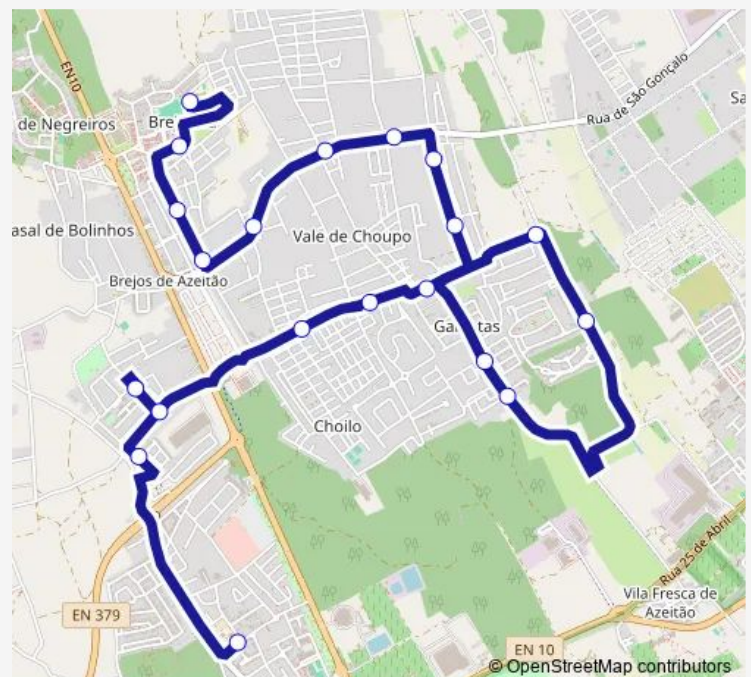 EN10
Rua de São Gonçalo
Sa
de Negreiros
Bre
asal de Bolinhos
Vale de Choupo
Brejos de Azeitão
Ga
tas
Choilo
Rua 25 de Abril
Vila Fresca de
Azeitão
EN 379
EN 10
© OpenStreetMap contributors